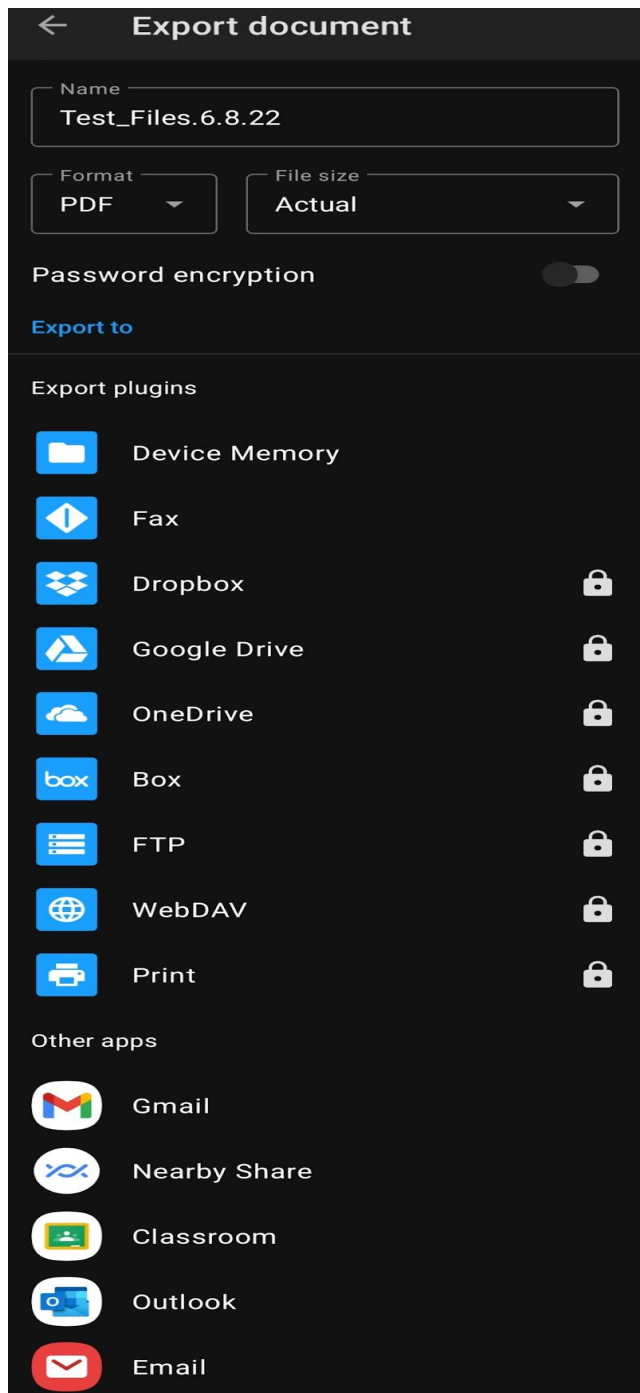 Export document
Name
Test_Files.6.8.22
Format
PDF
File size
Actual
Password encryption
Export to
Export plugins
Device Memory
Fax
Dropbox
Google Drive
OneDrive
box Box
FTP
WebDAV
Print
Other apps
Gmail
Nearby Share
Classroom
Outlook
Email